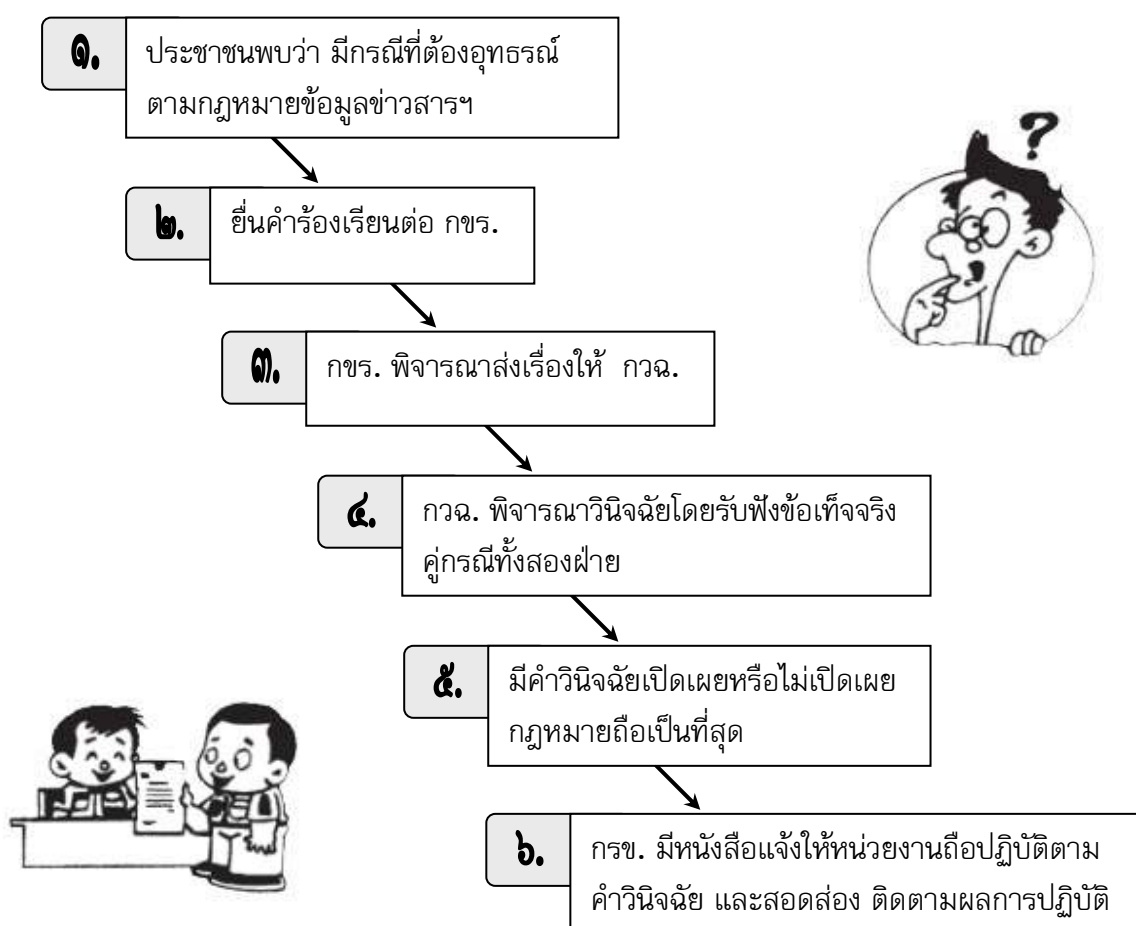 ๑. ประชาชนพบว่า มีกรณีที่ต้องอุทธรณ์
ตามกฎหมายข้อมูลข่าวสารฯ
?
๒. ยื่นคำร้องเรียนต่อ กขร.
๓. กขร. พิจารณาส่งเรื่องให้ กวฉ.
๔. กวฉ. พิจารณาวินิจฉัยโดยรับฟังข้อเท็จจริง
คู่กรณีทั้งสองฝ่าย
๕. มีคำวินิจฉัยเปิดเผยหรือไม่เปิดเผย
กฎหมายถือเป็นที่สุด
๖. กรข. มีหนังสือแจ้งให้หน่วยงานถือปฏิบัติตาม
คำวินิจฉัย และสอดส่อง ติดตามผลการปฏิบัติ